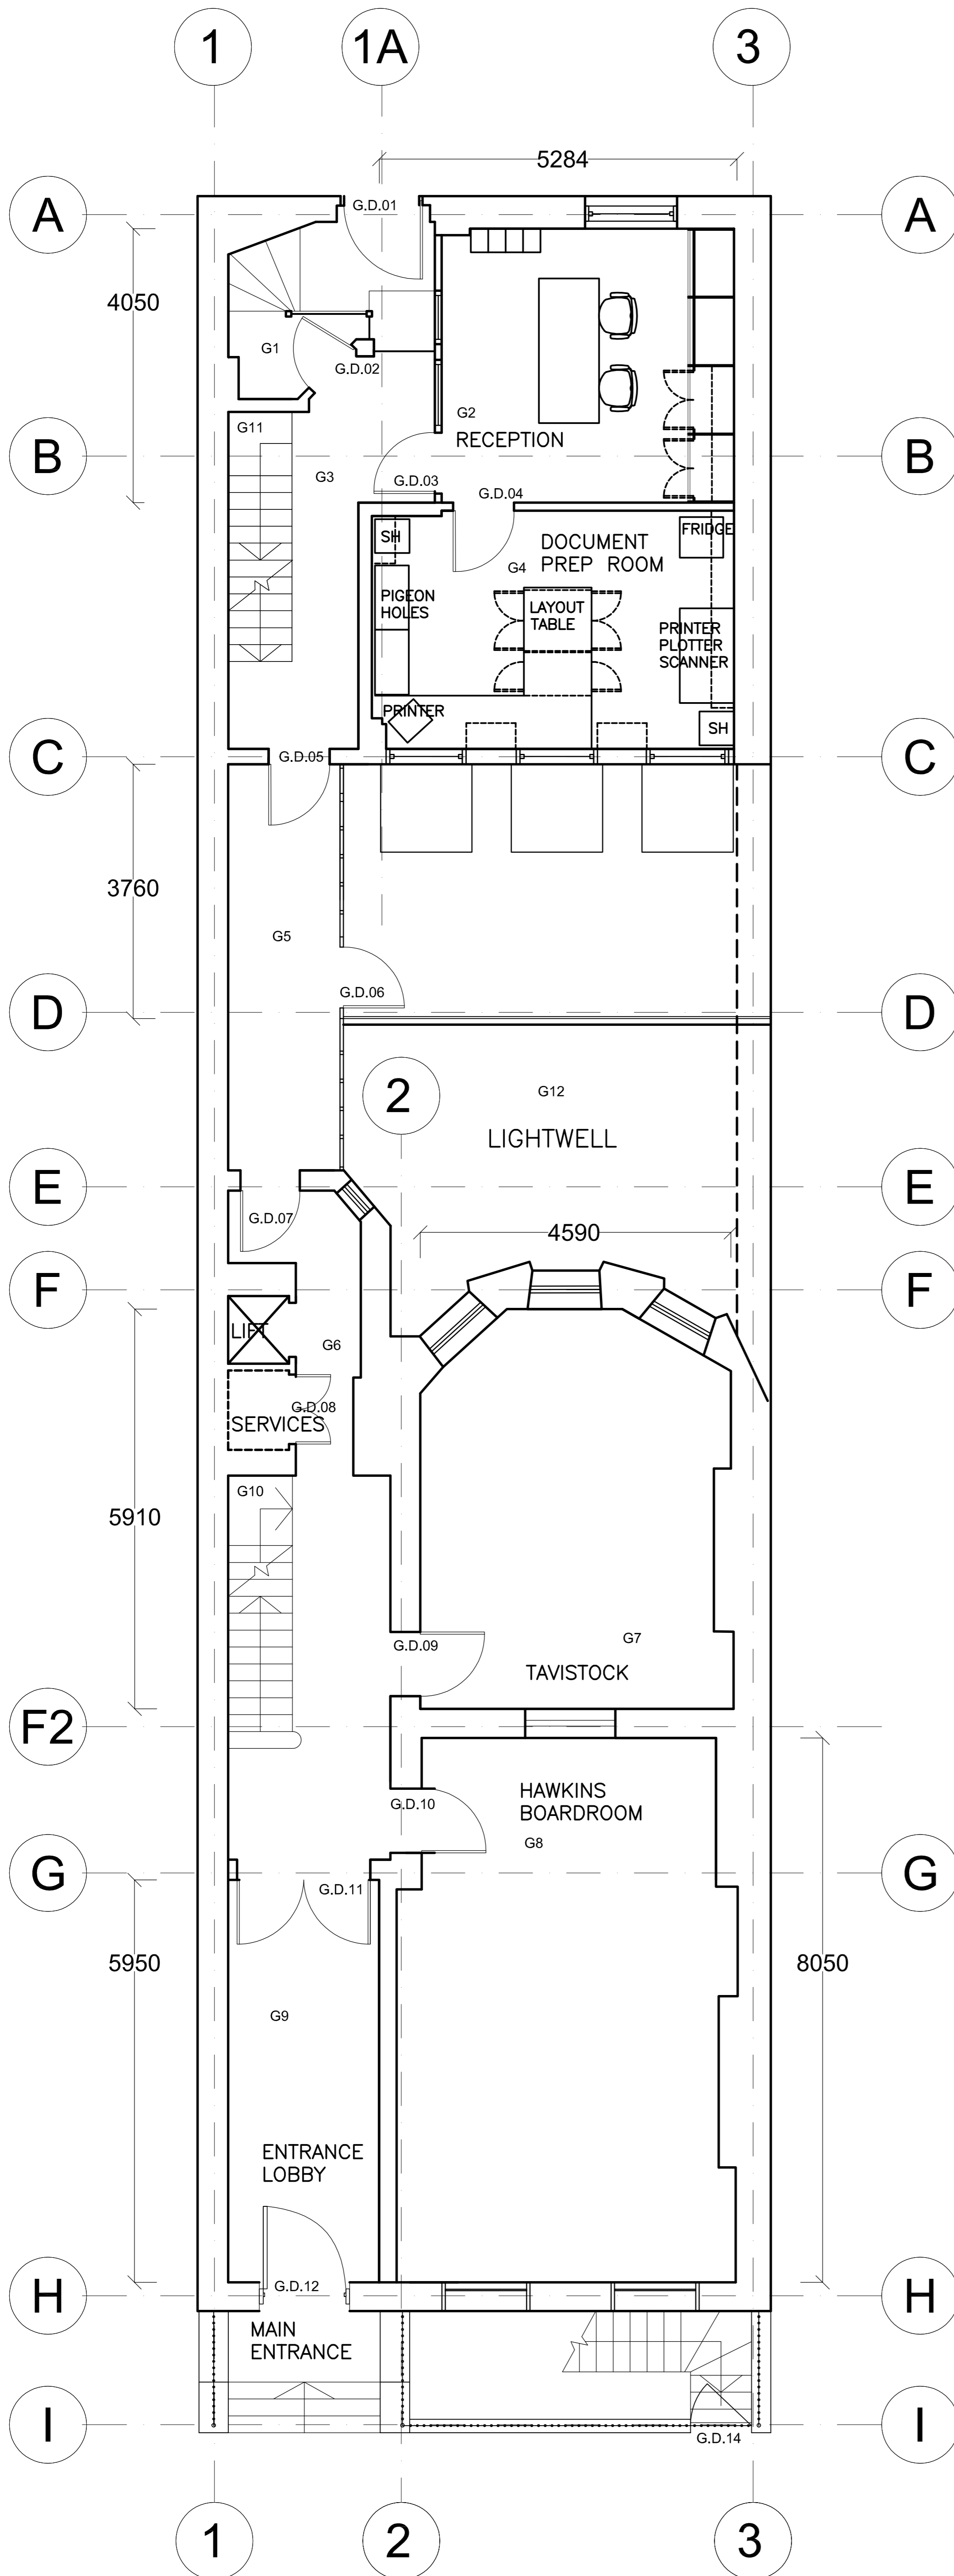 1
1A
3
5284
A
G.D.01
A
4050
G1
G.D.02
G2
G11
RECEPTION
B
B
G3
G.D.03
G.D.04
SH
FRIDGE
DOCUMENT
PREP ROOM
G4
PIGEON
HOLES
LAYOUT
TABLE
PRINTER
PLOTTER
SCANNER
PRINTER
SH
C
G.D.05
C
3760
G5
G.D.06
D
D
2
G12
LIGHTWELL
E
E
G.D.07
4590
F
F
LIFT
G6
G.D.08
SERVICES
G10
5910
G7
G.D.09
TAVISTOCK
F2
HAWKINS
BOARDROOM
G.D.10
G8
G
G
G.D.11
5950
8050
G9
ENTRANCE
LOBBY
H
G.D.12
H
MAIN
ENTRANCE
I
I
G.D.14
1
2
3